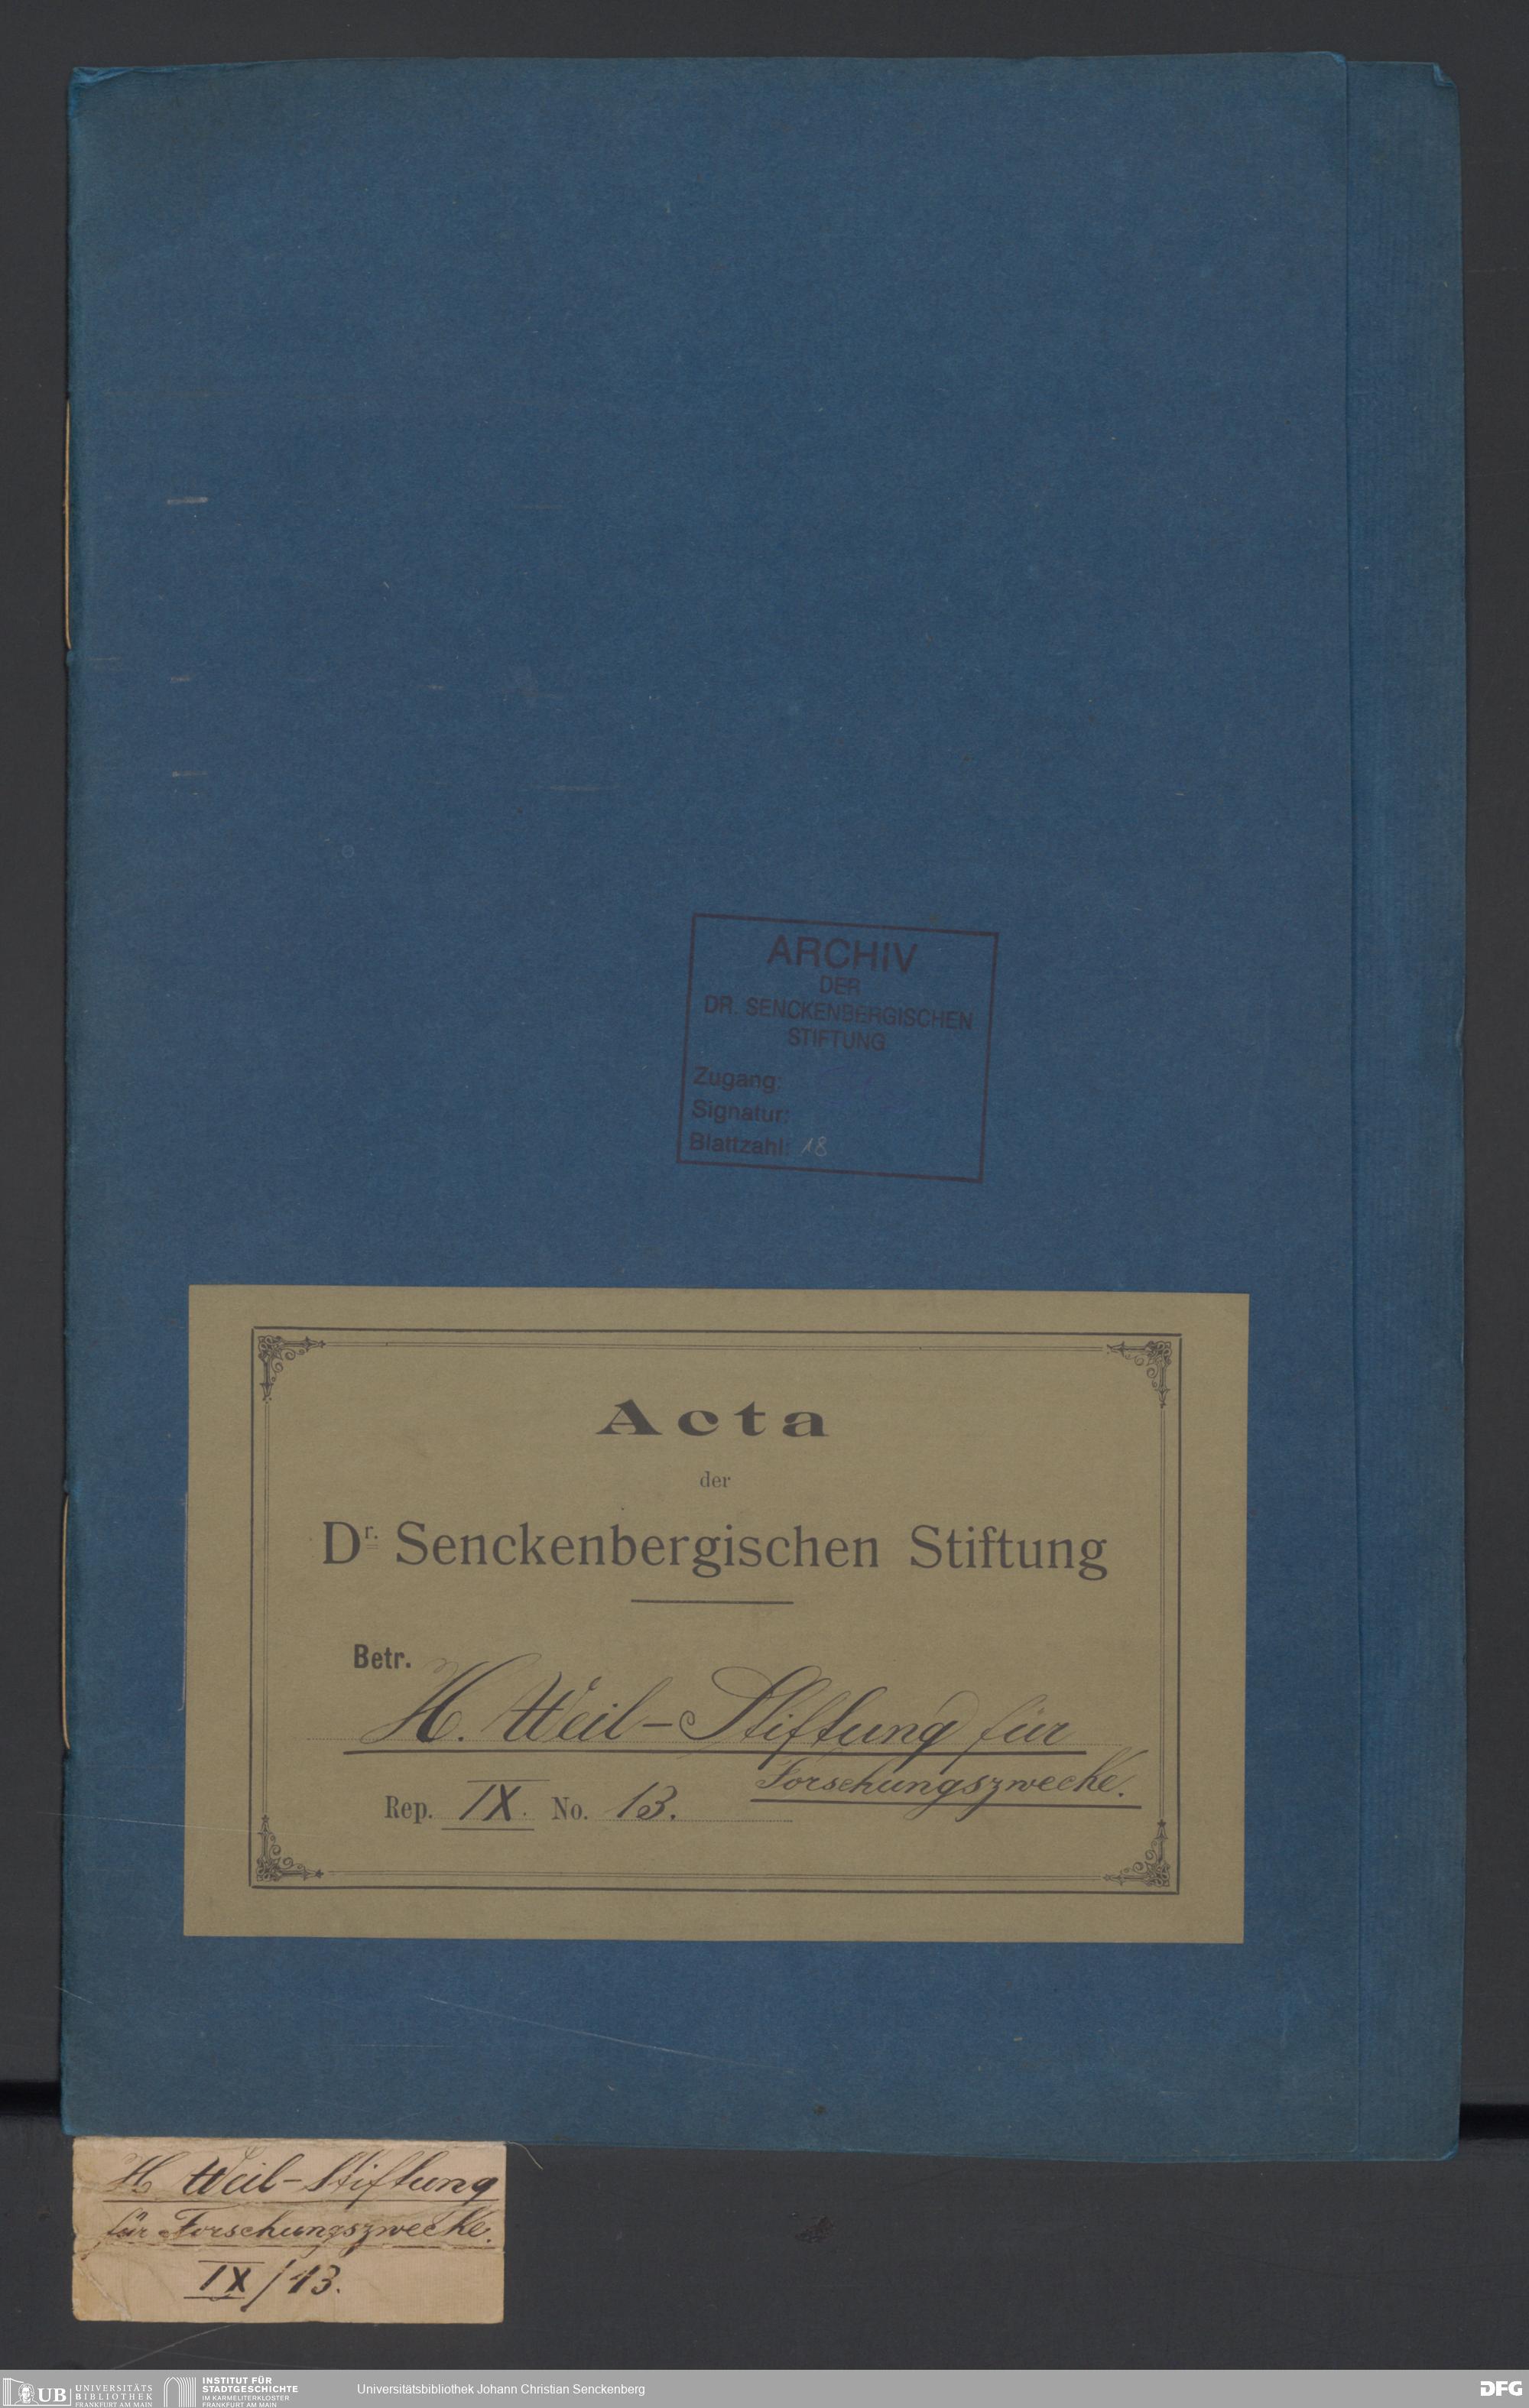 ARCHIV
DER
DR. SENCKENBERGISCHEN
STIFTUNG
Zugang:
Signatur:
Blattzahl: 18
Acta
der
Dr. Senckenbergischen Stiftung
Betr.
H. Weil-Stiftung für
Forschungszwecke.
Rep. IX. No. 13.
H. Weil-Stiftung
für Forschungszwecke.
IX/13.
UB UNIVERSITÄTS
BIBLIOTHEK
FRANKFURT AM MAIN
INSTITUT FÜR
STADTGESCHICHTE
IM KARMELITERKLOSTER
FRANKFURT AM MAIN
Universitätsbibliothek Johann Christian Senckenberg
DFG